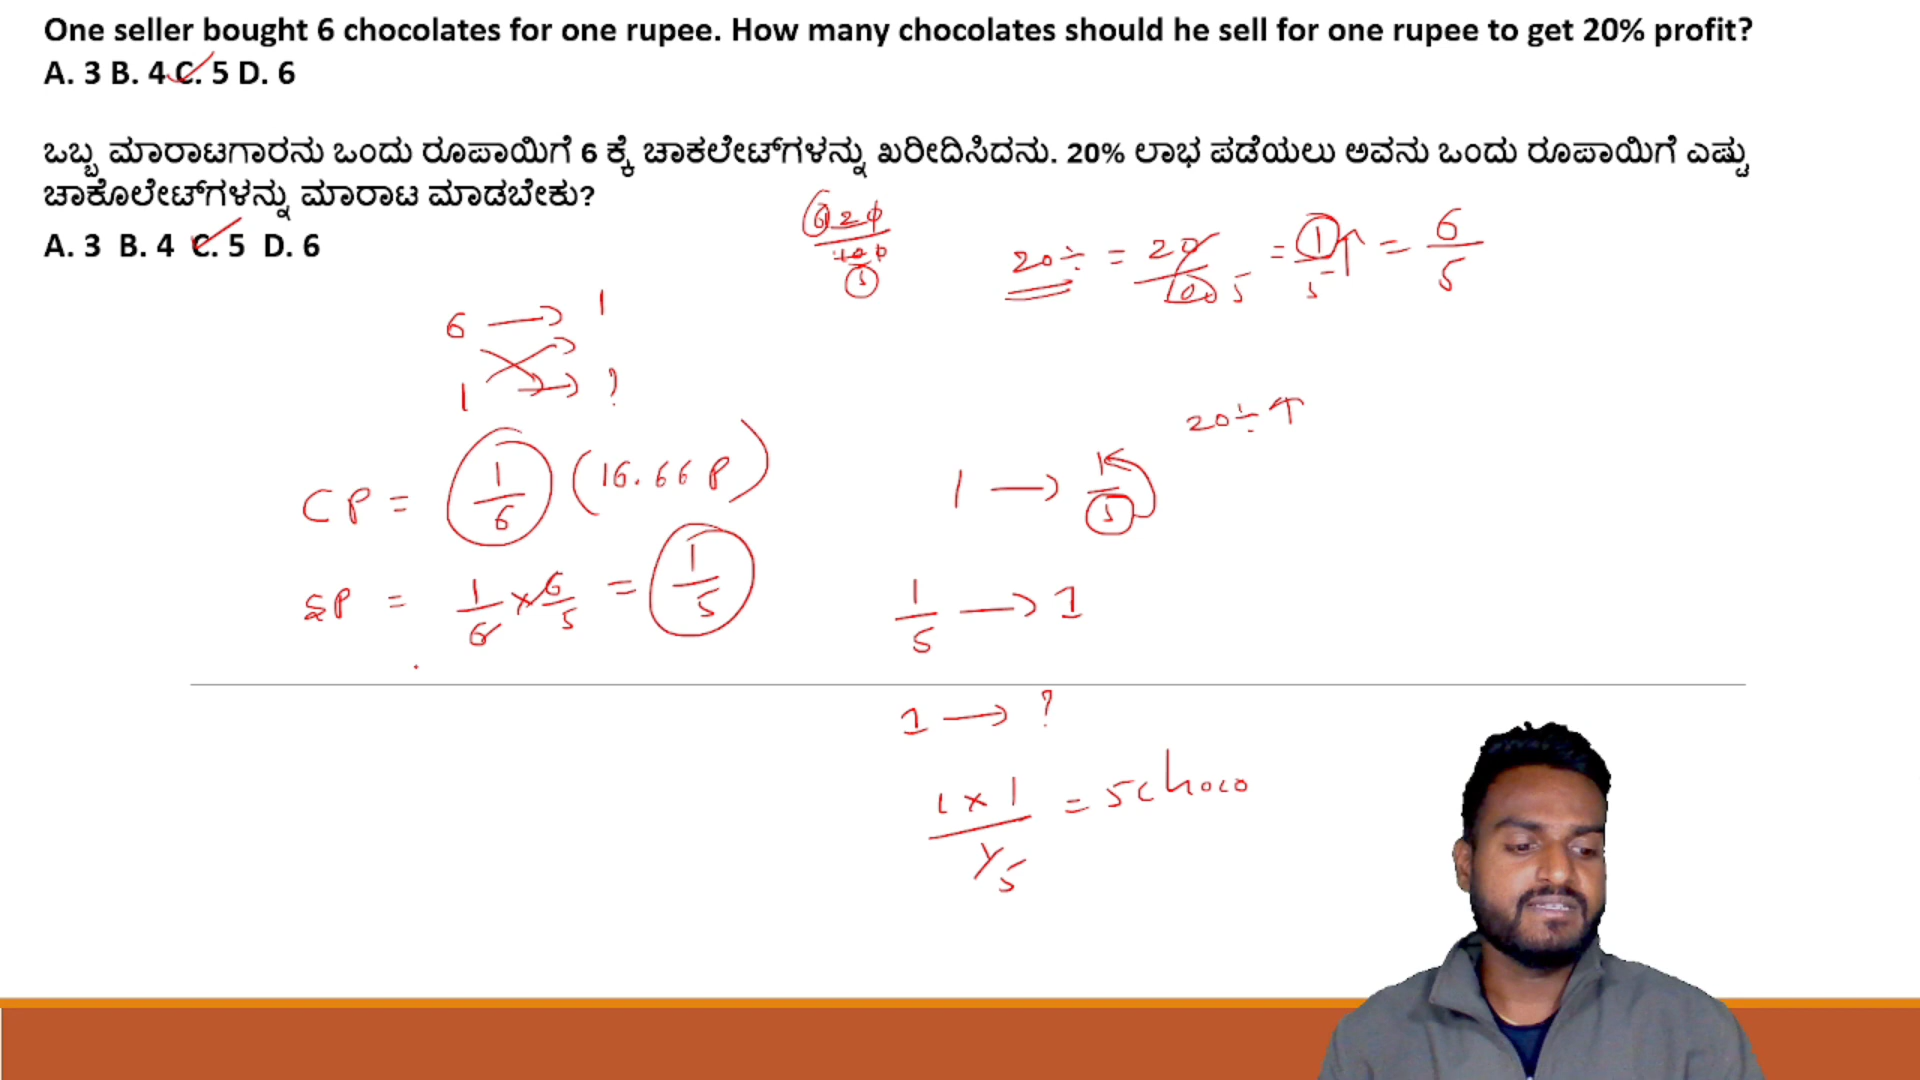 One seller bought 6 chocolates for one rupee. How many chocolates should he sell for one rupee to get 20% profit?
A. 3 B. 4 C. 5 D. 6
ಒಬ್ಬ ಮಾರಾಟಗಾರನು ಒಂದು ರೂಪಾಯಿಗೆ 6 ಕ್ಕೆ ಚಾಕಲೇಟ್‌ಗಳನ್ನು ಖರೀದಿಸಿದನು. 20% ಲಾಭ ಪಡೆಯಲು ಅವನು ಒಂದು ರೂಪಾಯಿಗೆ ಎಷ್ಟು
ಚಾಕೊಲೇಟ್‌ಗಳನ್ನು ಮಾರಾಟ ಮಾಡಬೇಕು?
A. 3 B. 4 C. 5 D. 6
20÷ = 20/100 5 = 1/5 ↑ = 6/5
6 → 1
1 → ?
20÷ ↑
CP = 1/6 (16.66 P)
1 → 1/5
SP = 1/6 × 6/5 = 1/5
1/5 → 1
1 → ?
1 × 1 / 1/5 = 5 choco